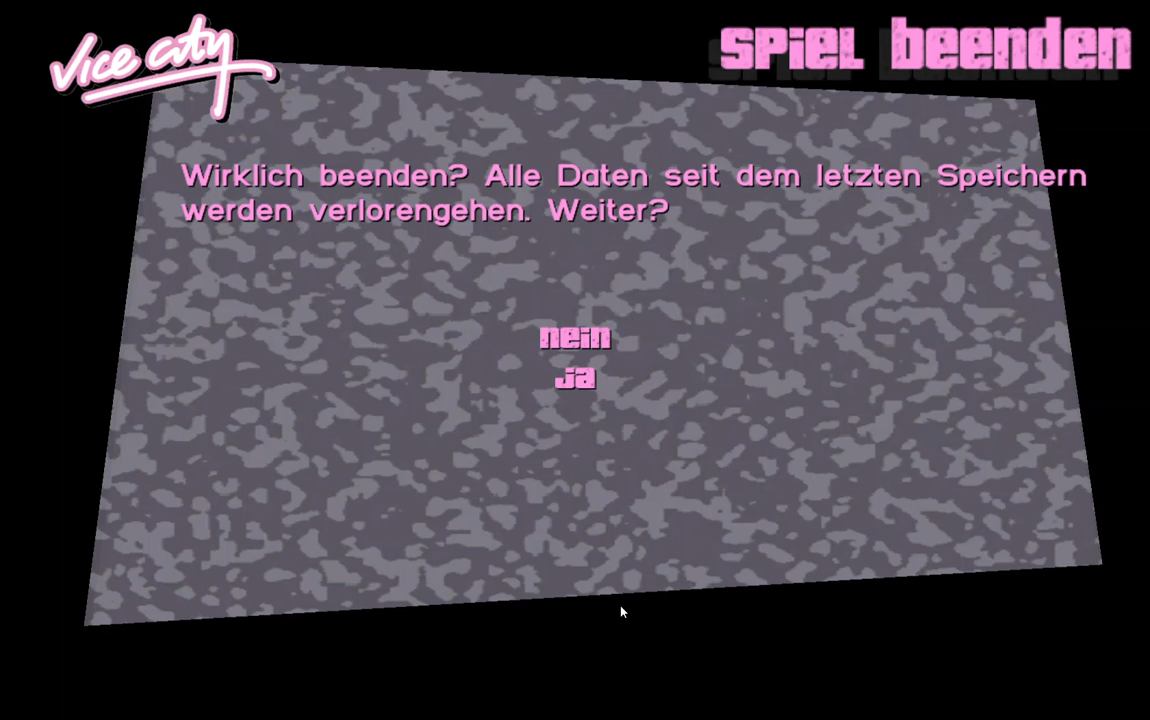 Vice City
Spiel beenden
Wirklich beenden? Alle Daten seit dem letzten Speichern
werden verlorengehen. Weiter?
nein
ja